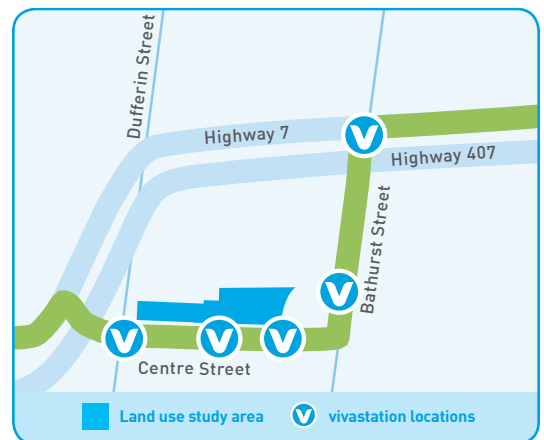 Dufferin Street
Highway 7
Highway 407
Bathurst Street
Centre Street
Land use study area
vivastation locations